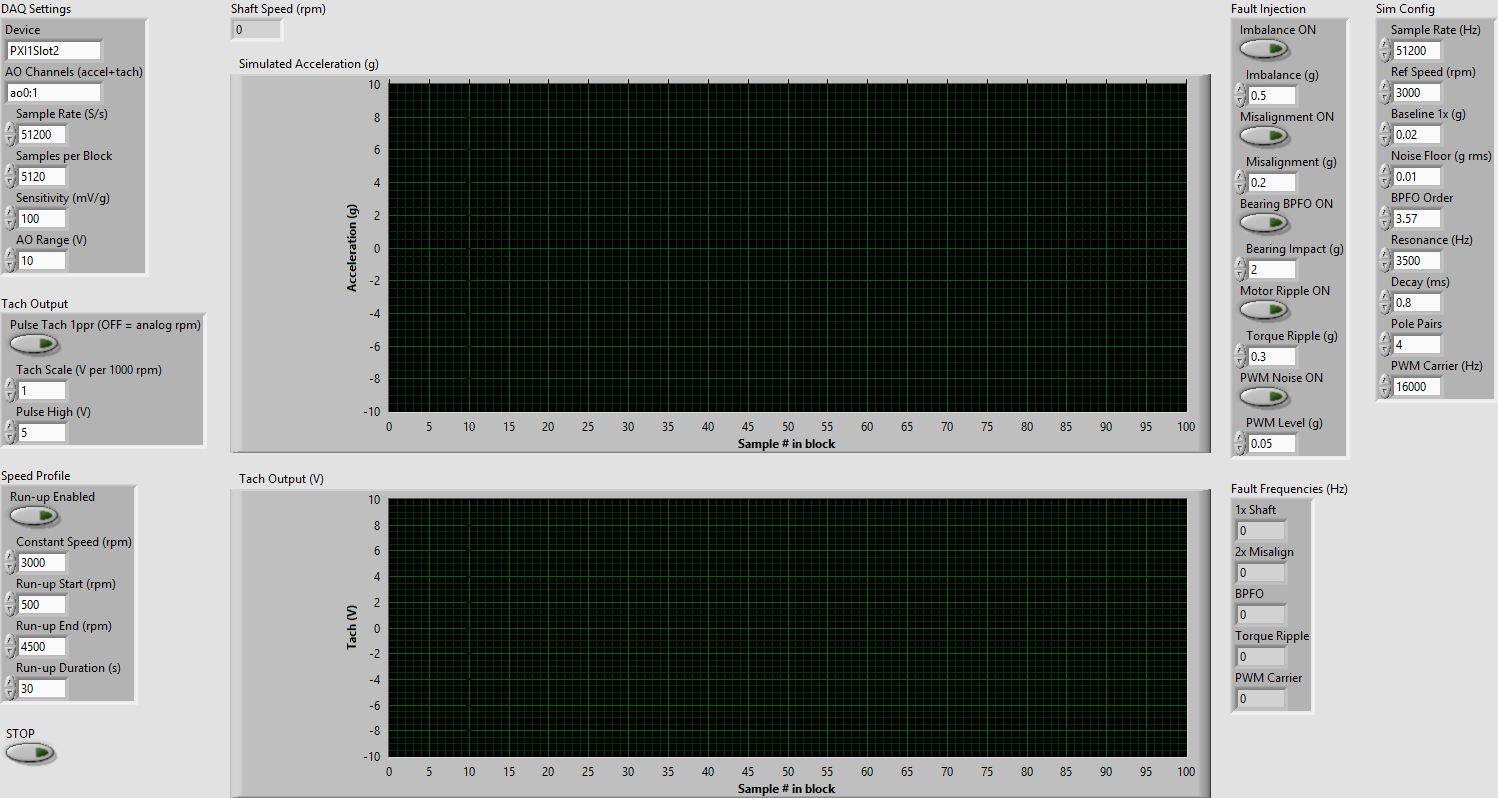 DAQ Settings
Device
PXI1Slot2
AO Channels (accel+tach)
ao0:1
Sample Rate (S/s)
51200
Samples per Block
5120
Sensitivity (mV/g)
100
AO Range (V)
10
Tach Output
Pulse Tach 1ppr (OFF = analog rpm)
Tach Scale (V per 1000 rpm)
1
Pulse High (V)
5
Speed Profile
Run-up Enabled
Constant Speed (rpm)
3000
Run-up Start (rpm)
500
Run-up End (rpm)
4500
Run-up Duration (s)
30
STOP
Shaft Speed (rpm)
0
Simulated Acceleration (g)
Acceleration (g)
10
8
6
4
2
0
-2
-4
-6
-8
-10
0 5 10 15 20 25 30 35 40 45 50 55 60 65 70 75 80 85 90 95 100
Sample # in block
Tach Output (V)
Tach (V)
10
8
6
4
2
0
-2
-4
-6
-8
-10
0 5 10 15 20 25 30 35 40 45 50 55 60 65 70 75 80 85 90 95 100
Sample # in block
Fault Injection
Imbalance ON
Imbalance (g)
0.5
Misalignment ON
Misalignment (g)
0.2
Bearing BPFO ON
Bearing Impact (g)
2
Motor Ripple ON
Torque Ripple (g)
0.3
PWM Noise ON
PWM Level (g)
0.05
Sim Config
Sample Rate (Hz)
51200
Ref Speed (rpm)
3000
Baseline 1x (g)
0.02
Noise Floor (g rms)
0.01
BPFO Order
3.57
Resonance (Hz)
3500
Decay (ms)
0.8
Pole Pairs
4
PWM Carrier (Hz)
16000
Fault Frequencies (Hz)
1x Shaft
0
2x Misalign
0
BPFO
0
Torque Ripple
0
PWM Carrier
0